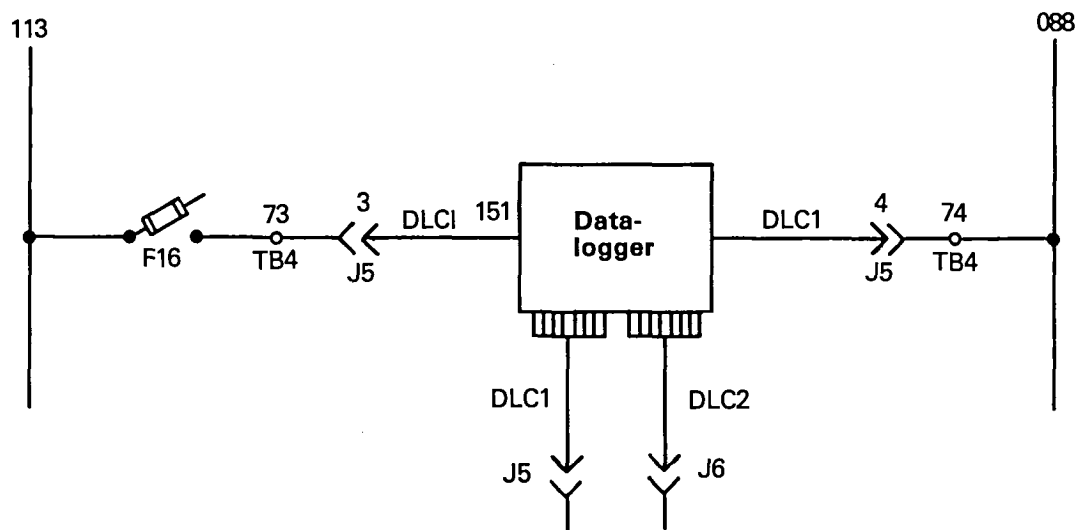 113
088
73
3
DLCI
151
Data-
logger
DLC1
4
74
F16
TB4
J5
J5
TB4
DLC1
DLC2
J5
J6